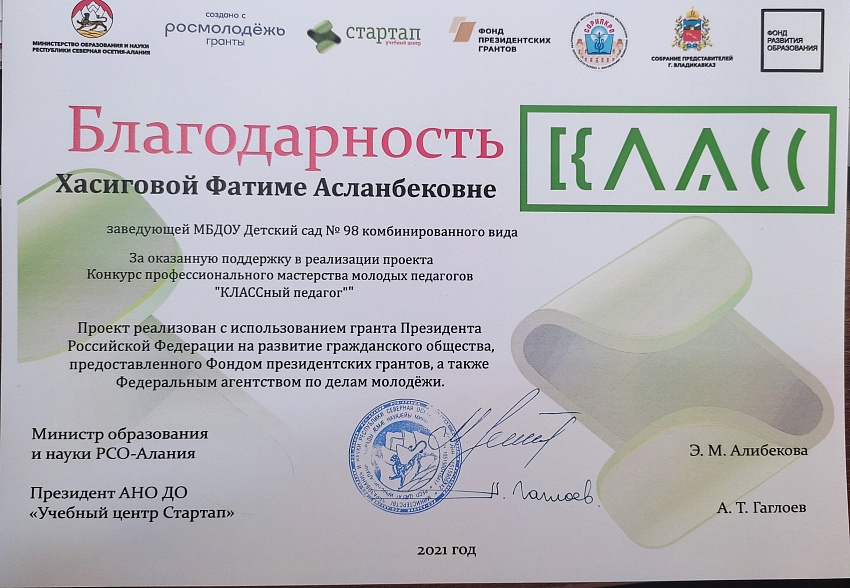 МИНИСТЕРСТВО ОБРАЗОВАНИЯ И НАУКИ
РЕСПУБЛИКИ СЕВЕРНАЯ ОСЕТИЯ-АЛАНИЯ
СОЗДАНО С
РОСМОЛОДЁЖЬ
ГРАНТЫ
стартап
учебный центр
ФОНД
ПРЕЗИДЕНТСКИХ
ГРАНТОВ
СОРИПКРО
СОБРАНИЕ ПРЕДСТАВИТЕЛЕЙ
Г. ВЛАДИКАВКАЗ
ФОНД
РАЗВИТИЯ
ОБРАЗОВАНИЯ
Благодарность
КЛАСС
Хасиговой Фатиме Асланбековне
заведующей МБДОУ Детский сад № 98 комбинированного вида
За оказанную поддержку в реализации проекта
Конкурс профессионального мастерства молодых педагогов
"КЛАССный педагог""
Проект реализован с использованием гранта Президента
Российской Федерации на развитие гражданского общества,
предоставленного Фондом президентских грантов, а также
Федеральным агентством по делам молодёжи.
Министр образования
и науки РСО-Алания
Э. М. Алибекова
Президент АНО ДО
«Учебный центр Стартап»
Н. Гаглоев
А. Т. Гаглоев
2021 год